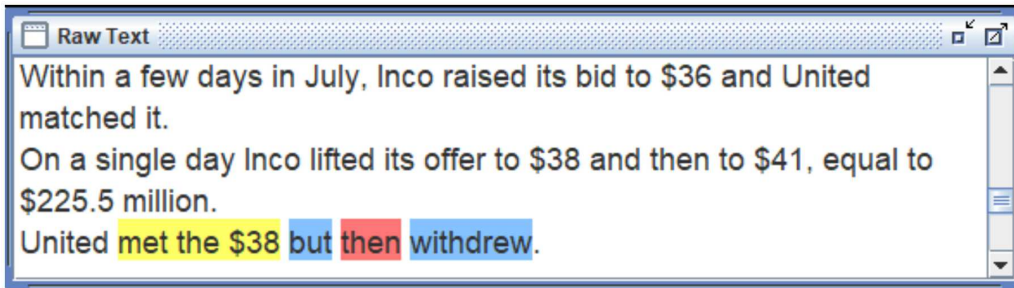 Raw Text
Within a few days in July, Inco raised its bid to $36 and United
matched it.
On a single day Inco lifted its offer to $38 and then to $41, equal to
$225.5 million.
United met the $38 but then withdrew.